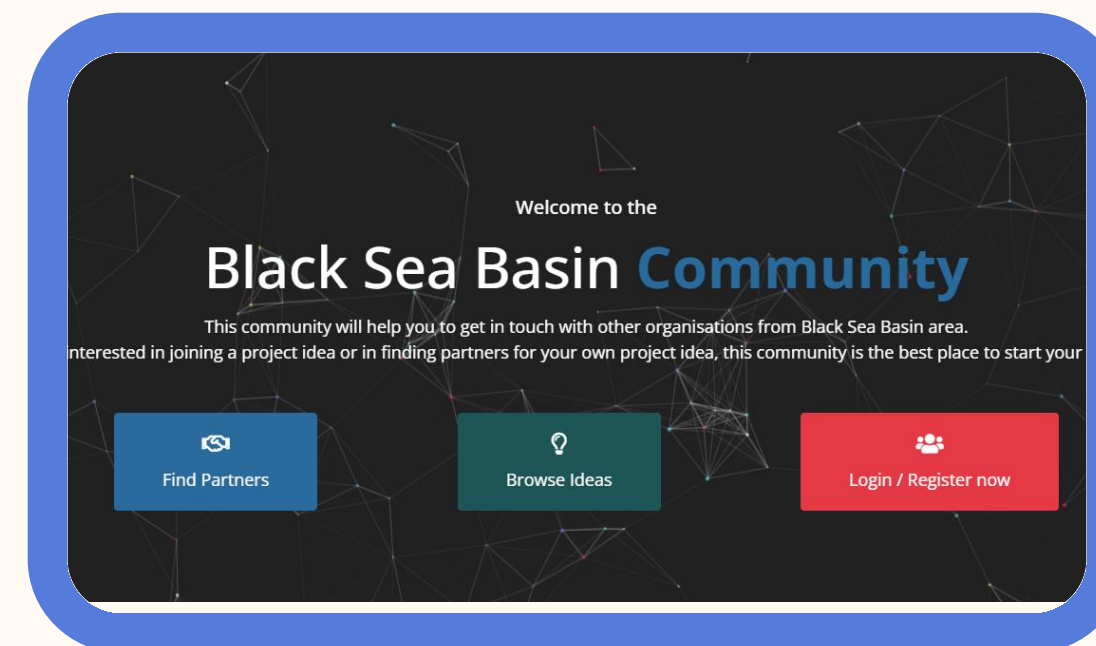 Welcome to the
Black Sea Basin Community
This community will help you to get in touch with other organisations from Black Sea Basin area.
interested in joining a project idea or in finding partners for your own project idea, this community is the best place to start your
Find Partners
Browse Ideas
Login / Register now